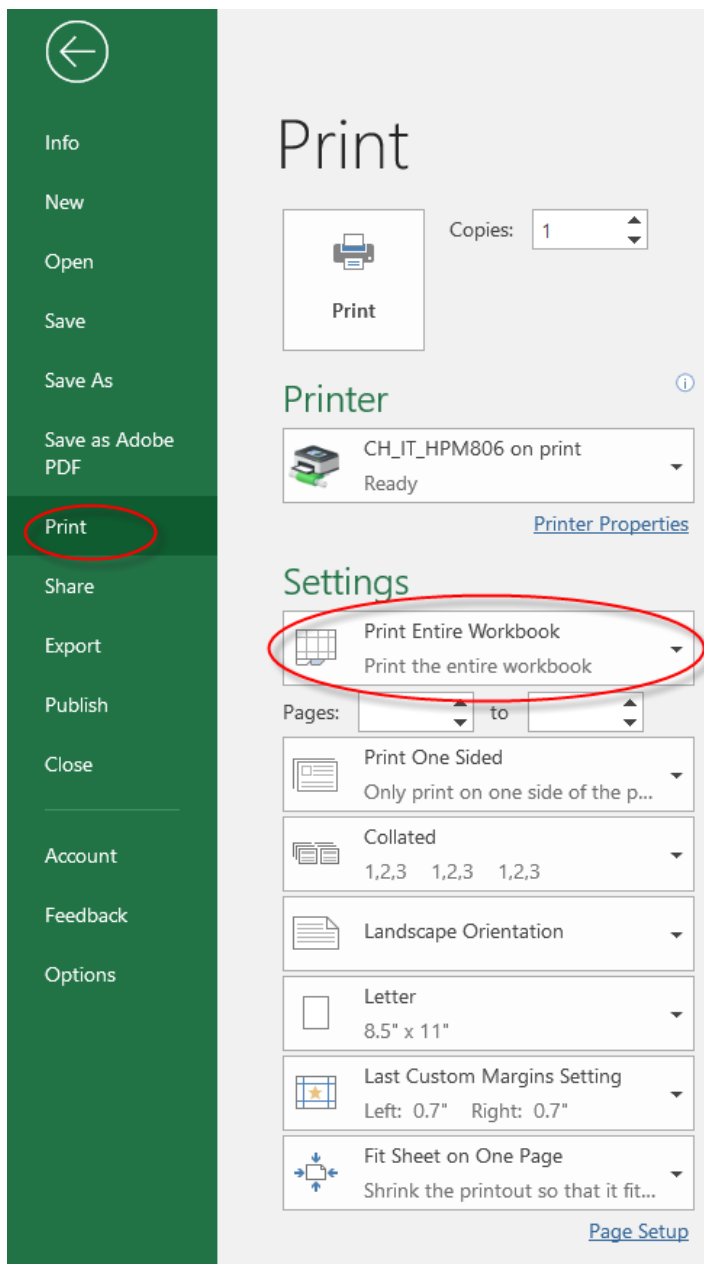 Info
New
Open
Save
Save As
Save as Adobe
PDF
Print
Share
Export
Publish
Close
Account
Feedback
Options
Print
Copies: 1
Print
Printer
CH_IT_HPM806 on print
Ready
Printer Properties
Settings
Print Entire Workbook
Print the entire workbook
Pages: to
Print One Sided
Only print on one side of the p...
Collated
1,2,3 1,2,3 1,2,3
Landscape Orientation
Letter
8.5" x 11"
Last Custom Margins Setting
Left: 0.7" Right: 0.7"
Fit Sheet on One Page
Shrink the printout so that it fit...
Page Setup